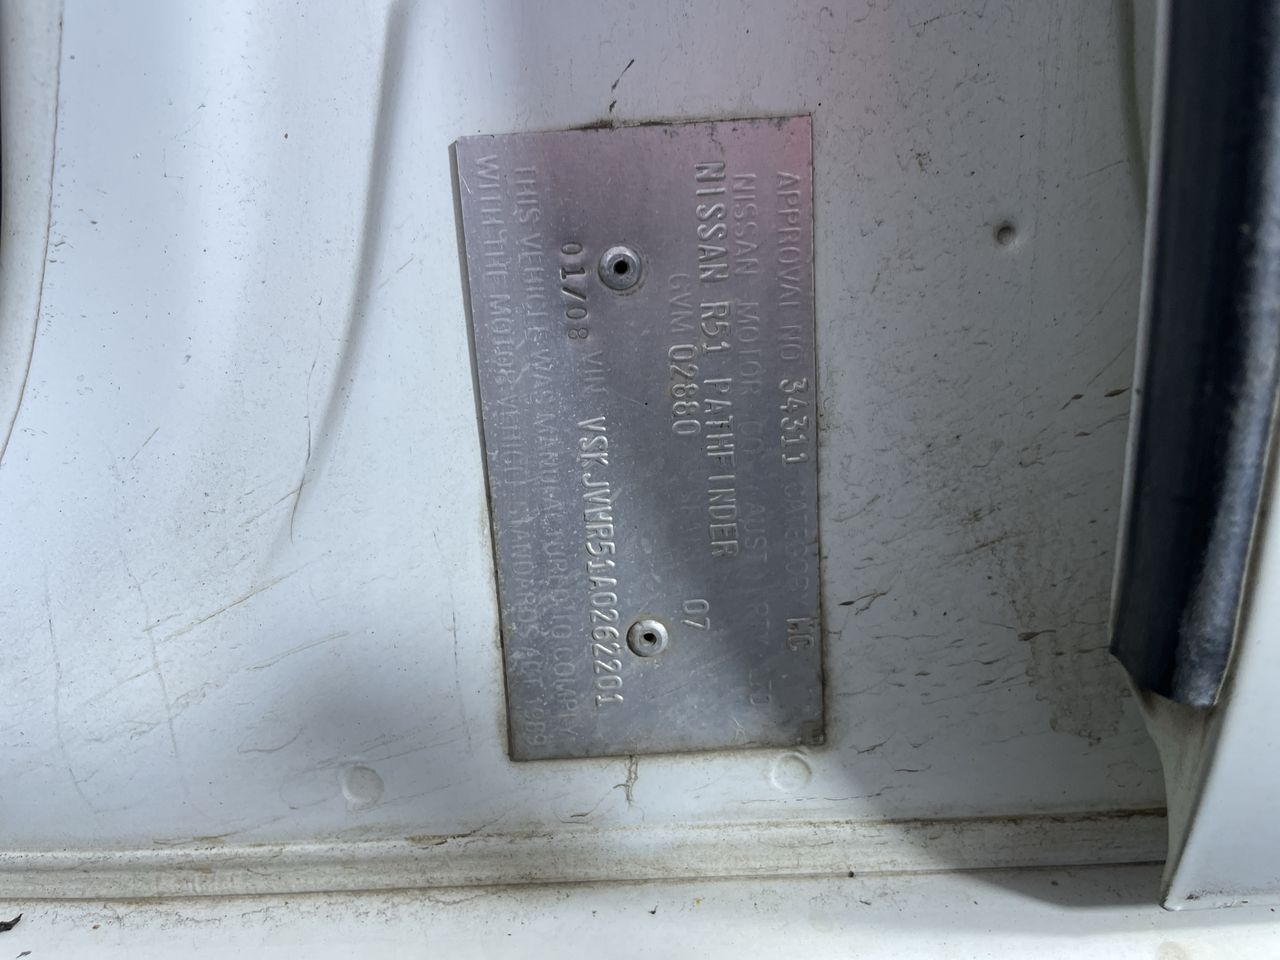 APPROVAL NO 34311 CATEGORY MC
NISSAN MOTOR CO. AUST PTY LTD
NISSAN R51 PATHFINDER
GVM 02880 SEATS 07
01/08 VIN VSKJVWR51A0262201
THIS VEHICLE WAS MANUFACTURED TO COMPLY
WITH THE MOTOR VEHICLE STANDARDS ACT 1989